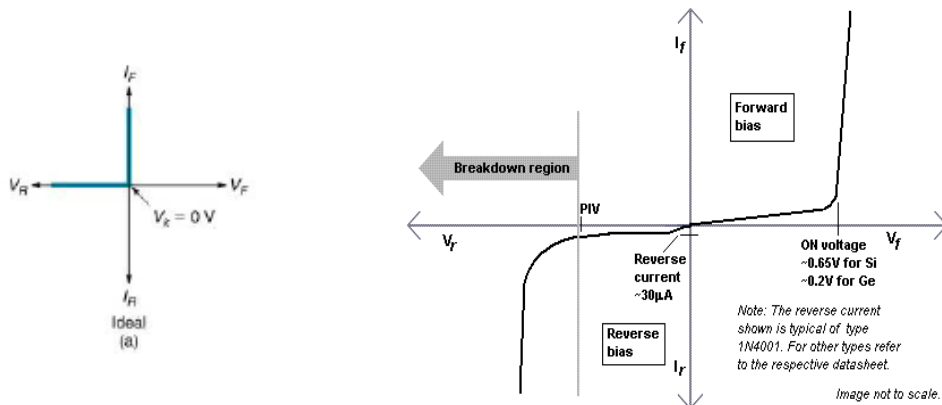 I_F
V_R
V_F
V_k = 0 V
I_R
Ideal
(a)
I_f
Forward
bias
Breakdown region
PIV
V_r
V_f
Reverse
current
~30µA
ON voltage
~0.65V for Si
~0.2V for Ge
Reverse
bias
I_r
Note: The reverse current
shown is typical of type
1N4001. For other types refer
to the respective datasheet.
Image not to scale.